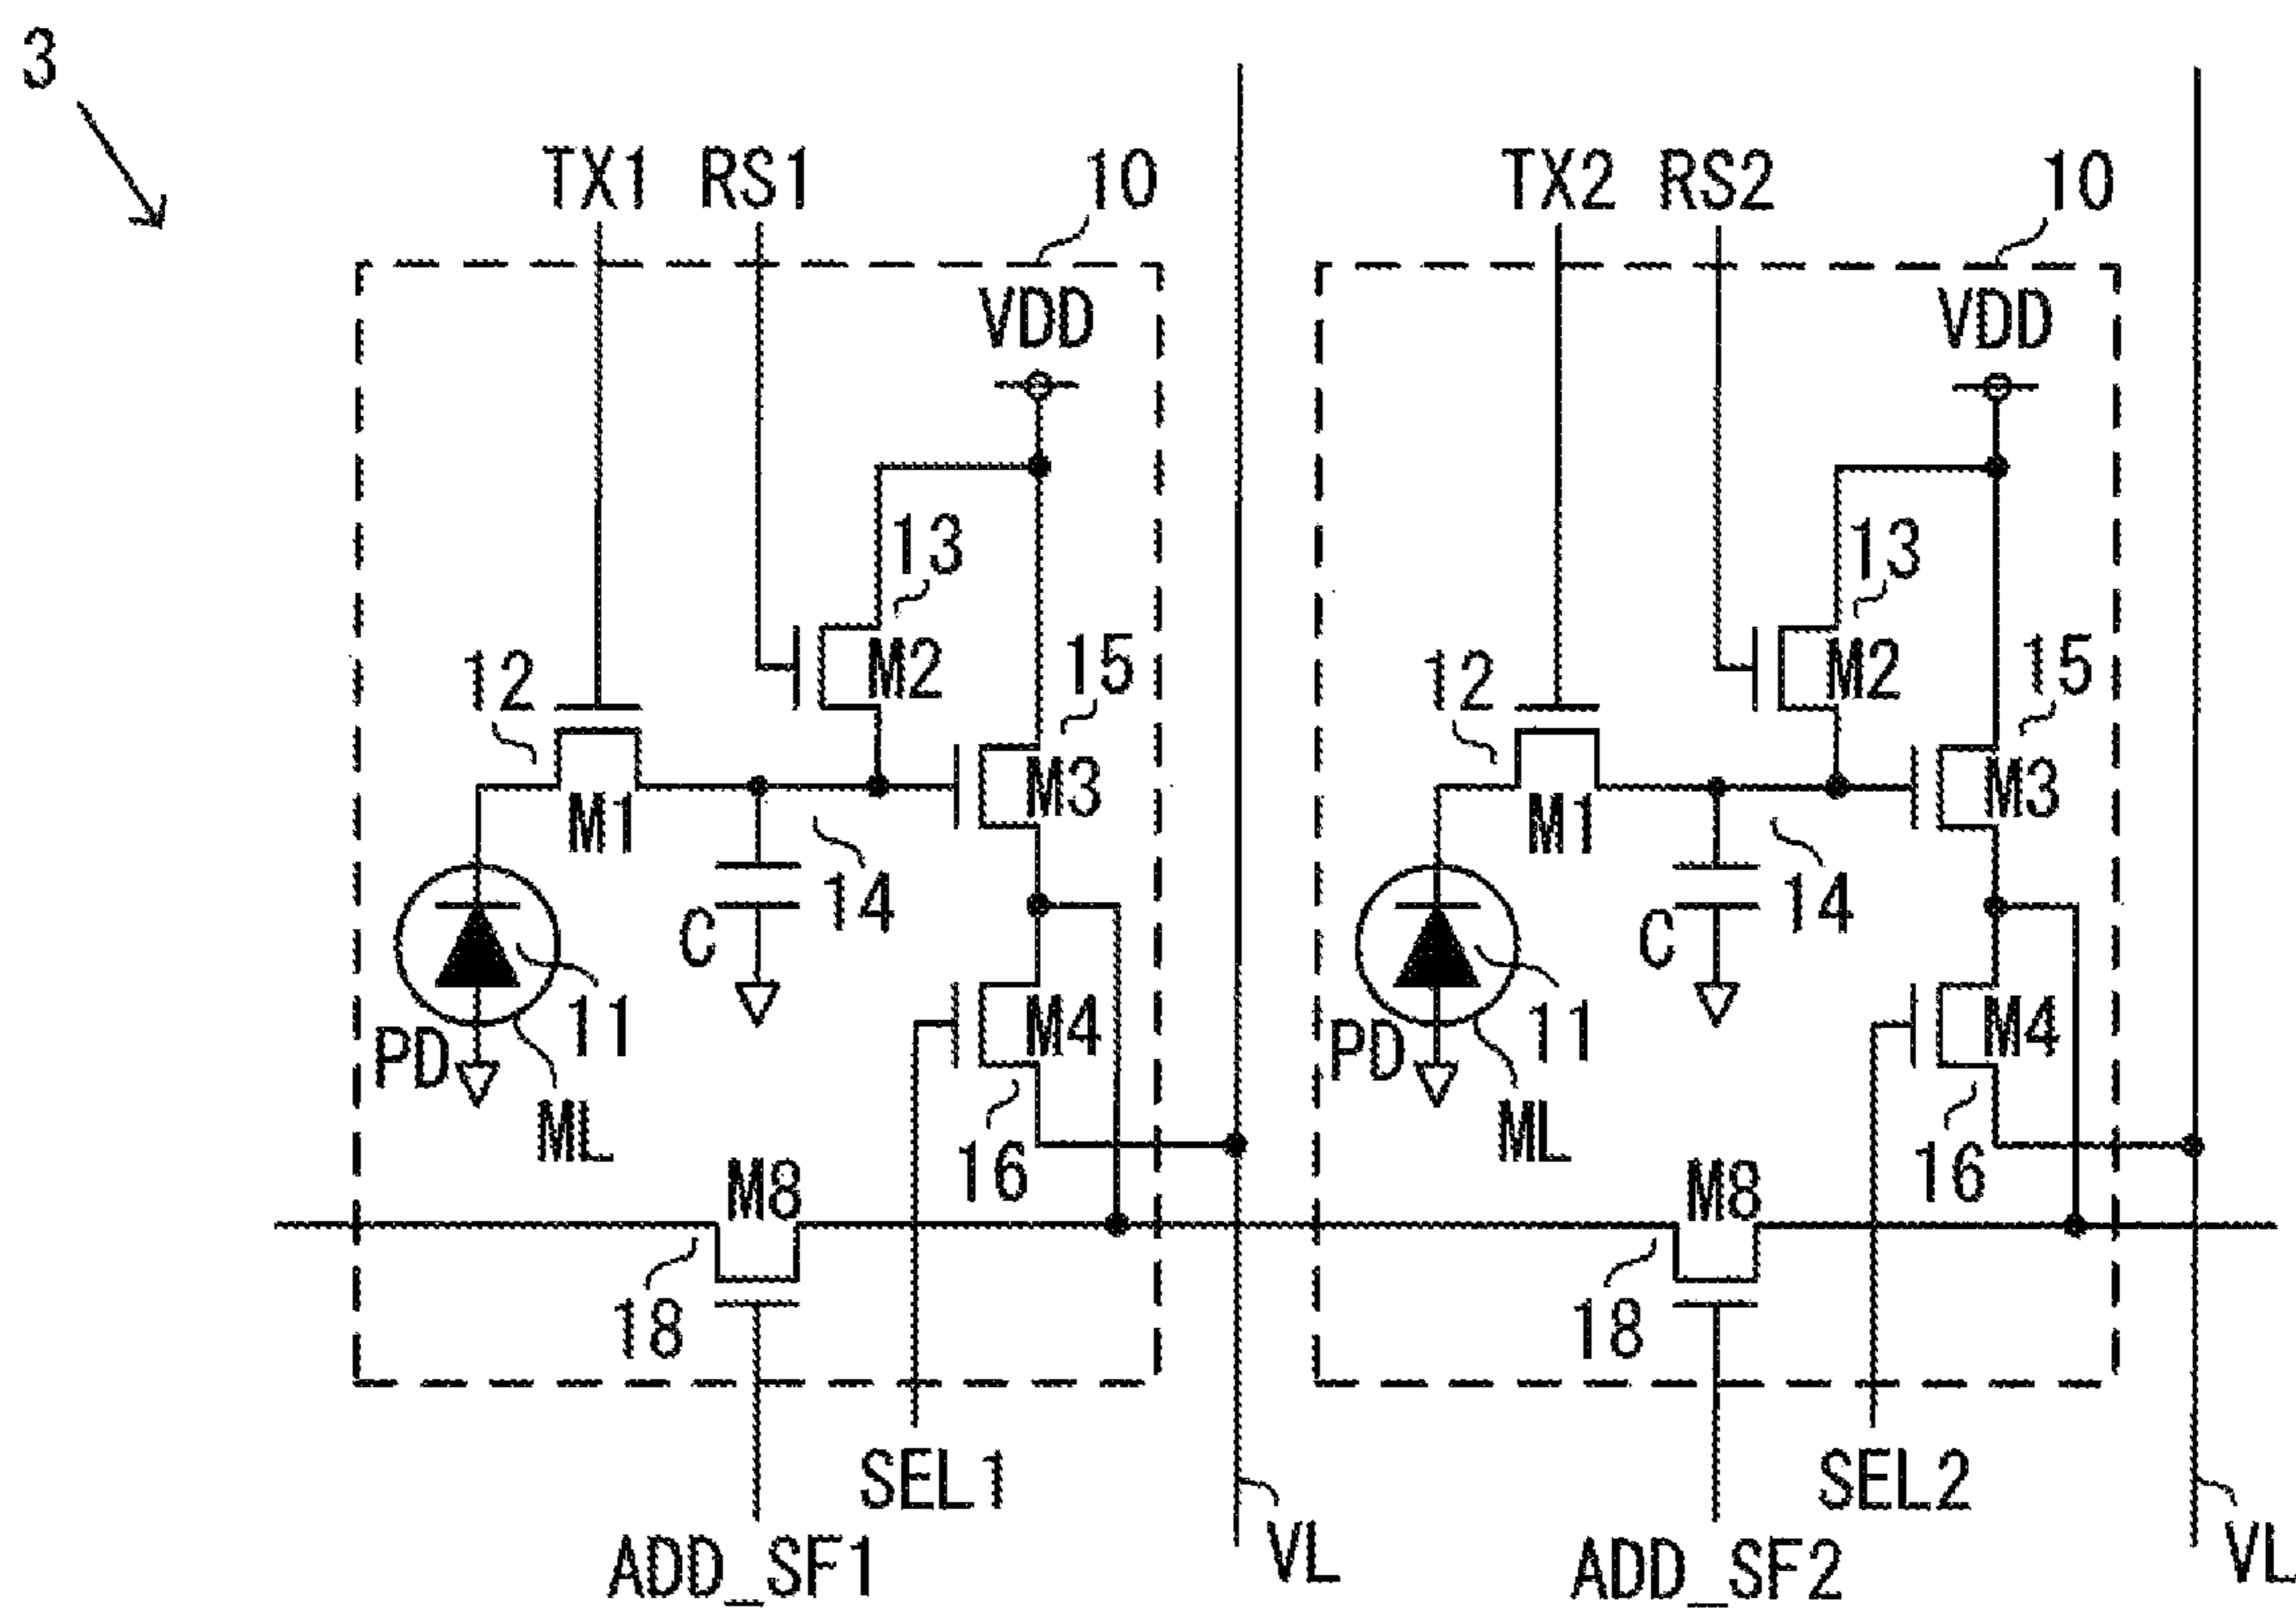 3
TX1 RS1 10 TX2 RS2 10
VDD VDD
13 13
12 M2 15 12 M2 15
M1 M3 M1 M3
C 14 C 14
PD 11 M4 PD 11 M4
ML 16 ML 16
M8 M8
18 18
SEL1 SEL2
ADD_SF1 VL ADD_SF2 VL